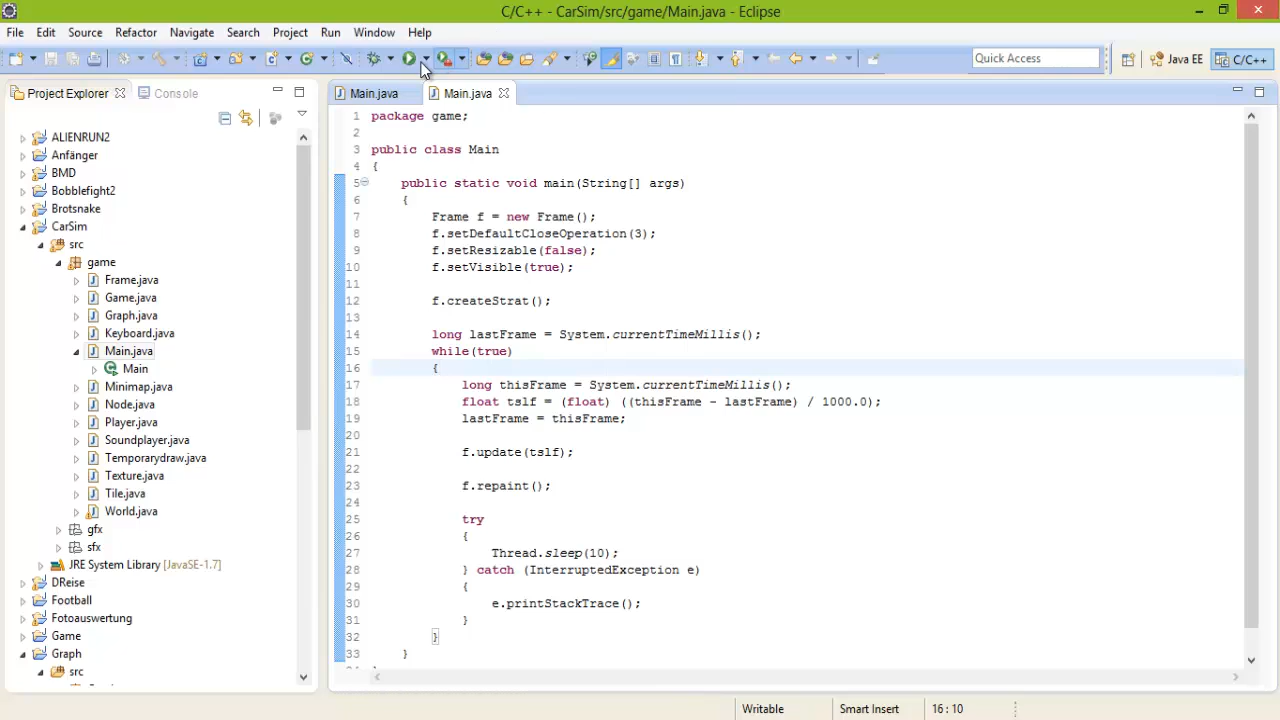 C/C++ - CarSim/src/game/Main.java - Eclipse
File Edit Source Refactor Navigate Search Project Run Window Help
Quick Access
Java EE
C/C++
Project Explorer
Console
Main.java
Main.java
ALIENRUN2
Anfänger
BMD
Bobblefight2
Brotsnake
CarSim
src
game
Frame.java
Game.java
Graph.java
Keyboard.java
Main.java
Main
Minimap.java
Node.java
Player.java
Soundplayer.java
Temporarydraw.java
Texture.java
Tile.java
World.java
gfx
sfx
JRE System Library [JavaSE-1.7]
DReise
Football
Fotoauswertung
Game
Graph
src
1 package game;
2
3 public class Main
4 {
5 public static void main(String[] args)
6 {
7 Frame f = new Frame();
8 f.setDefaultCloseOperation(3);
9 f.setResizable(false);
10 f.setVisible(true);
11
12 f.createStrat();
13
14 long lastFrame = System.currentTimeMillis();
15 while(true)
16 {
17 long thisFrame = System.currentTimeMillis();
18 float tslf = (float) ((thisFrame - lastFrame) / 1000.0);
19 lastFrame = thisFrame;
20
21 f.update(tslf);
22
23 f.repaint();
24
25 try
26 {
27 Thread.sleep(10);
28 } catch (InterruptedException e)
29 {
30 e.printStackTrace();
31 }
32 }
33 }
Writable
Smart Insert
16 : 10